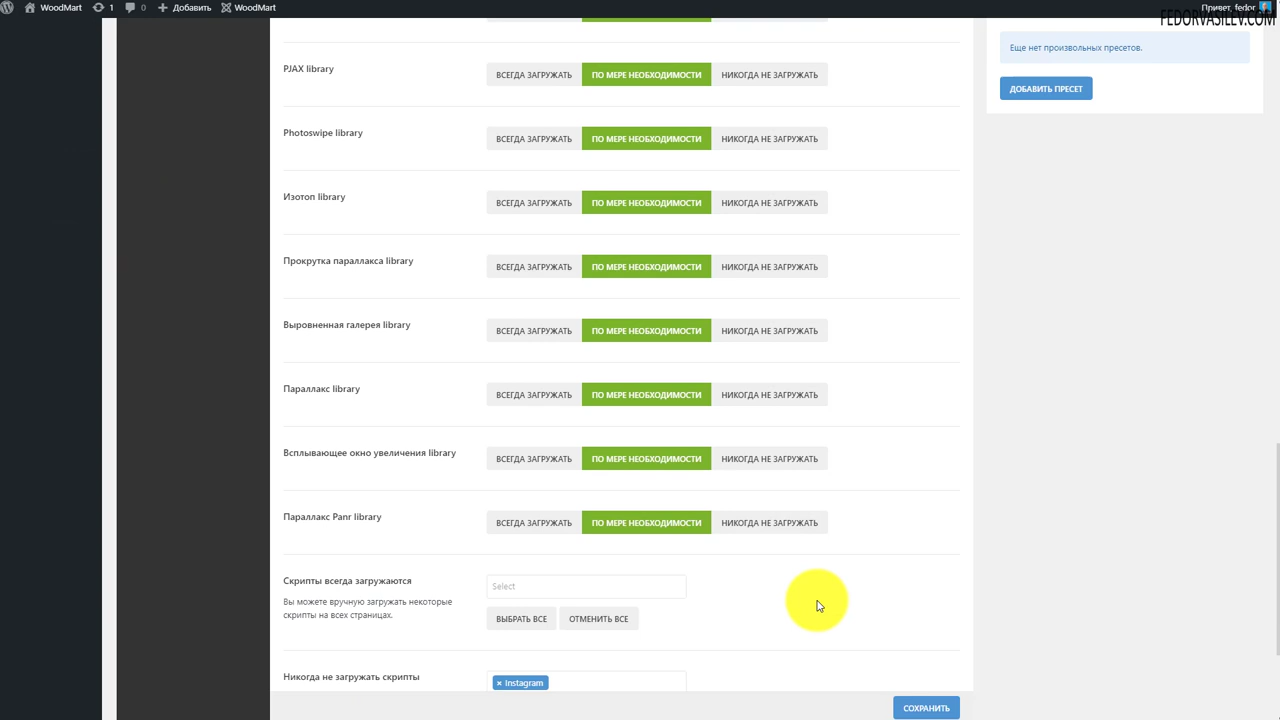 WoodMart 1 0 Добавить WoodMart Привет, fedor
FEDORVASILEV.COM
Еще нет произвольных пресетов.
ДОБАВИТЬ ПРЕСЕТ
PJAX library ВСЕГДА ЗАГРУЖАТЬ ПО МЕРЕ НЕОБХОДИМОСТИ НИКОГДА НЕ ЗАГРУЖАТЬ
Photoswipe library ВСЕГДА ЗАГРУЖАТЬ ПО МЕРЕ НЕОБХОДИМОСТИ НИКОГДА НЕ ЗАГРУЖАТЬ
Изотоп library ВСЕГДА ЗАГРУЖАТЬ ПО МЕРЕ НЕОБХОДИМОСТИ НИКОГДА НЕ ЗАГРУЖАТЬ
Прокрутка параллакса library ВСЕГДА ЗАГРУЖАТЬ ПО МЕРЕ НЕОБХОДИМОСТИ НИКОГДА НЕ ЗАГРУЖАТЬ
Выровненная галерея library ВСЕГДА ЗАГРУЖАТЬ ПО МЕРЕ НЕОБХОДИМОСТИ НИКОГДА НЕ ЗАГРУЖАТЬ
Параллакс library ВСЕГДА ЗАГРУЖАТЬ ПО МЕРЕ НЕОБХОДИМОСТИ НИКОГДА НЕ ЗАГРУЖАТЬ
Всплывающее окно увеличения library ВСЕГДА ЗАГРУЖАТЬ ПО МЕРЕ НЕОБХОДИМОСТИ НИКОГДА НЕ ЗАГРУЖАТЬ
Параллакс Panr library ВСЕГДА ЗАГРУЖАТЬ ПО МЕРЕ НЕОБХОДИМОСТИ НИКОГДА НЕ ЗАГРУЖАТЬ
Скрипты всегда загружаются Select
Вы можете вручную загружать некоторые
скрипты на всех страницах.
ВЫБРАТЬ ВСЕ ОТМЕНИТЬ ВСЕ
Никогда не загружать скрипты × Instagram
СОХРАНИТЬ